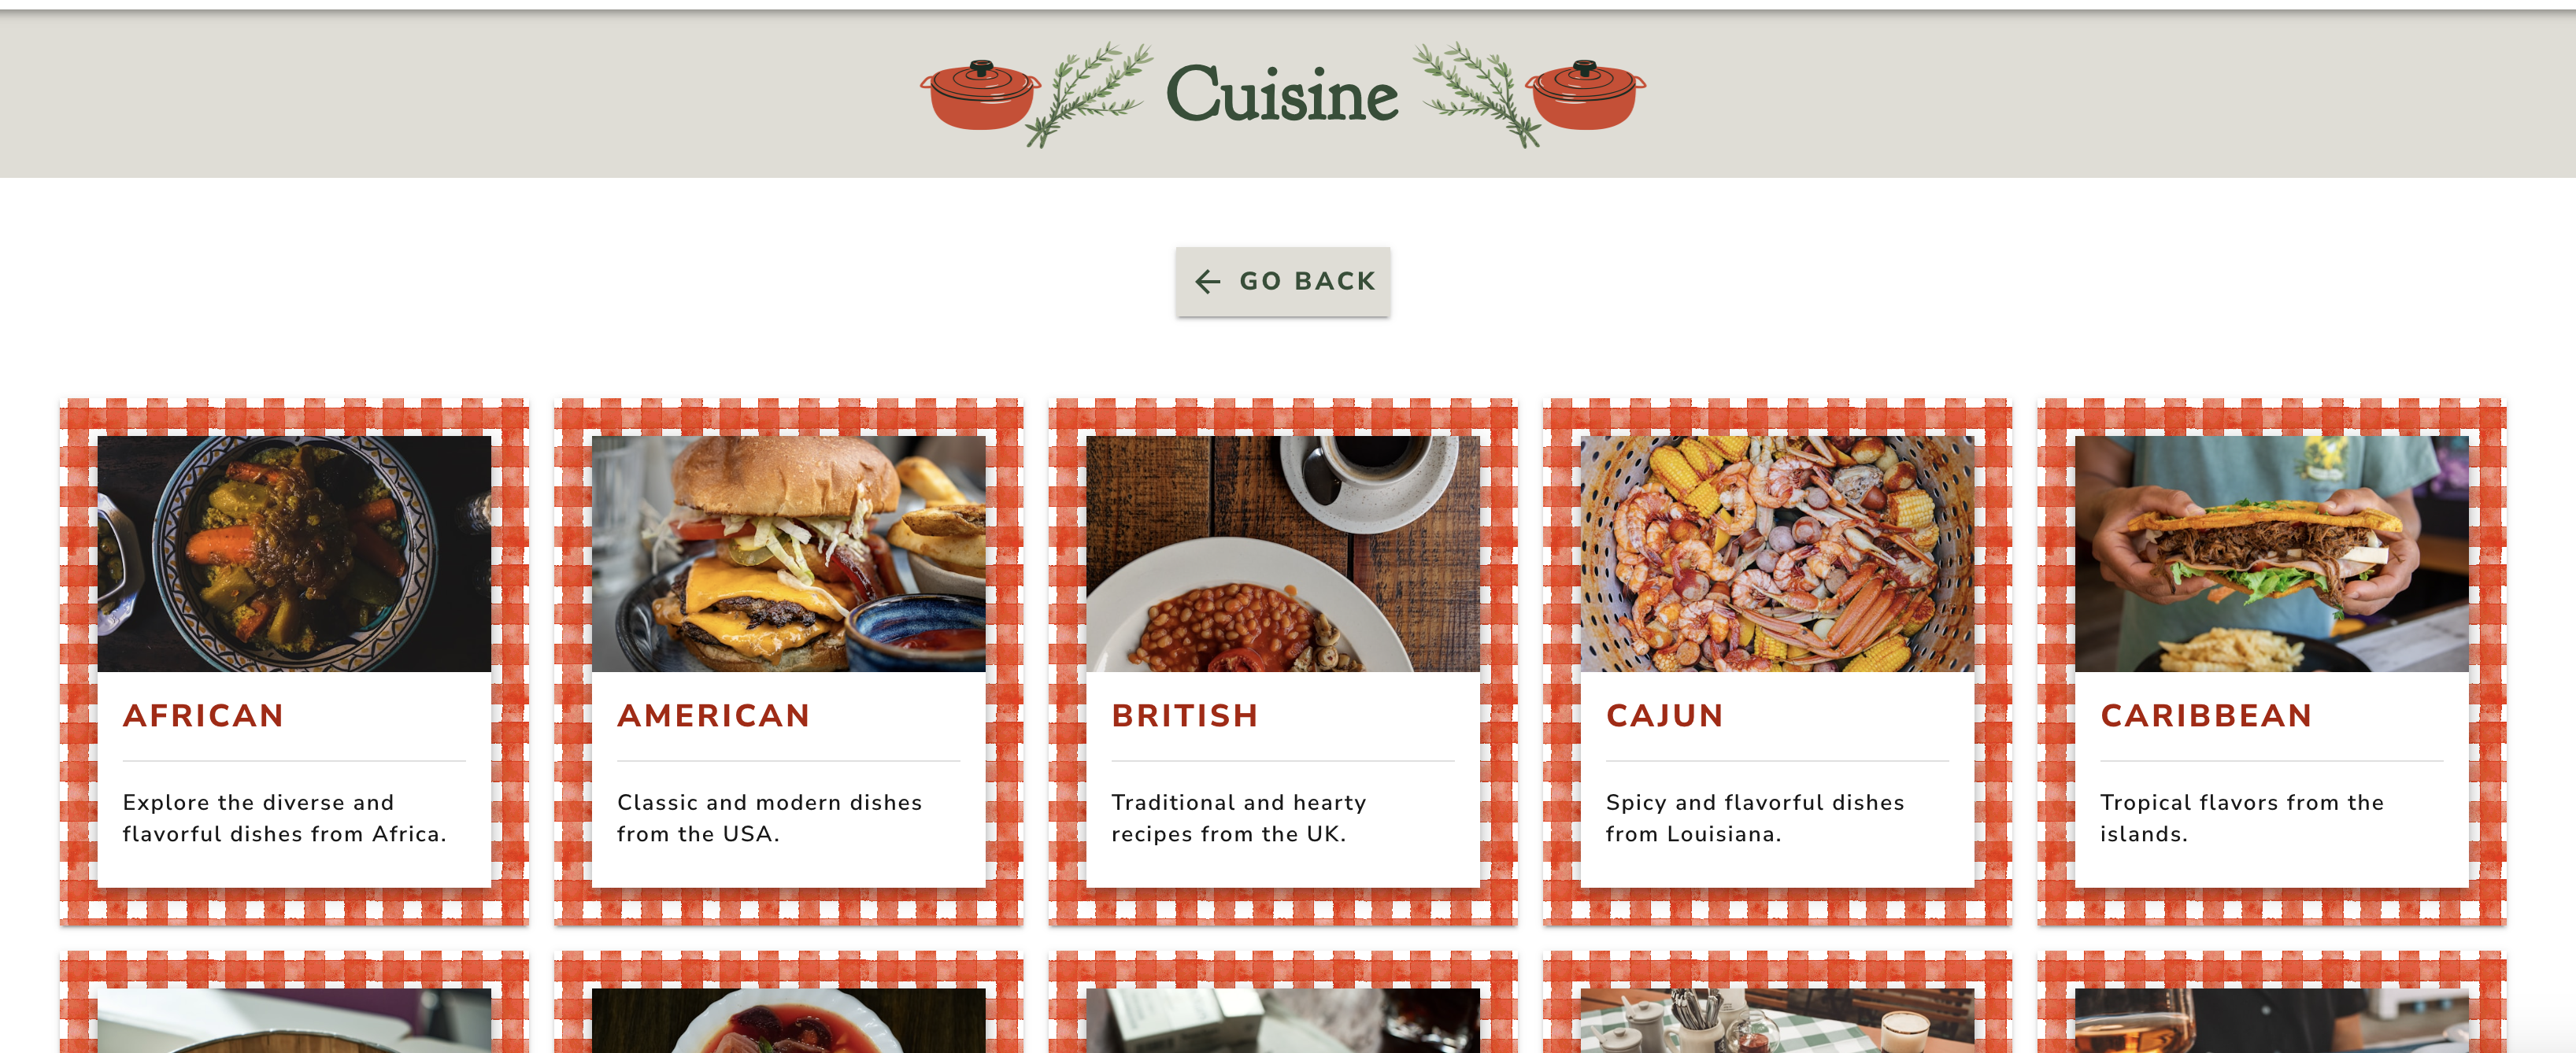 Cuisine
GO BACK
AFRICAN
Explore the diverse and
flavorful dishes from Africa.
AMERICAN
Classic and modern dishes
from the USA.
BRITISH
Traditional and hearty
recipes from the UK.
CAJUN
Spicy and flavorful dishes
from Louisiana.
CARIBBEAN
Tropical flavors from the
islands.